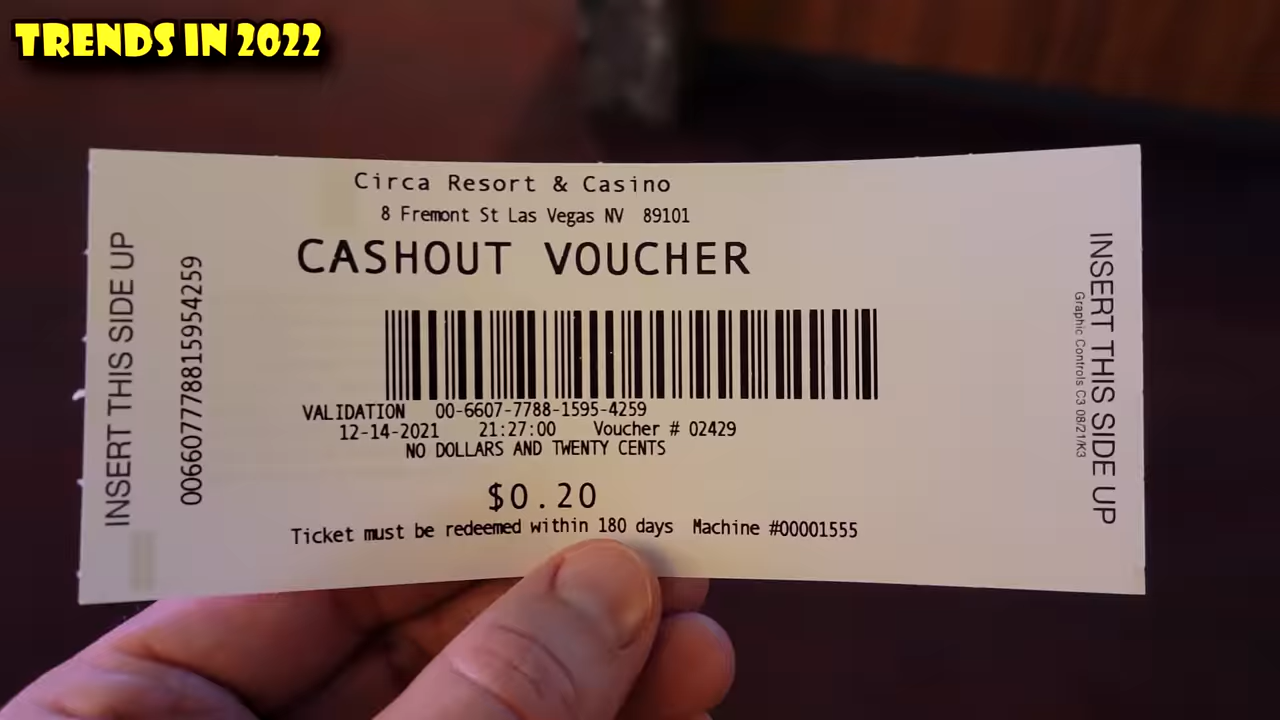 TRENDS IN 2022
Circa Resort & Casino
8 Fremont St Las Vegas NV 89101
CASHOUT VOUCHER
INSERT THIS SIDE UP
006607778815954259
VALIDATION 00-6607-7788-1595-4259
12-14-2021 21:27:00 Voucher # 02429
NO DOLLARS AND TWENTY CENTS
$0.20
Ticket must be redeemed within 180 days Machine #00001555
INSERT THIS SIDE UP
Graphic Controls C3 08/21/K3